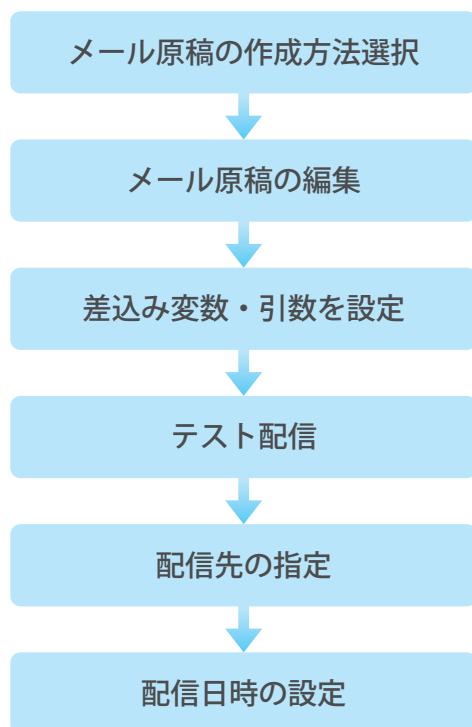 メール原稿の作成方法選択
メール原稿の編集
差込み変数・引数を設定
テスト配信
配信先の指定
配信日時の設定